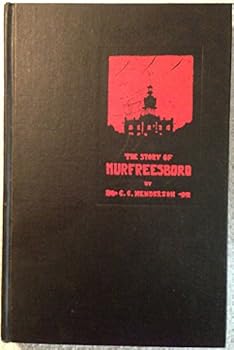 THE STORY OF
MURFREESBORO
BY
C. C. HENDERSON